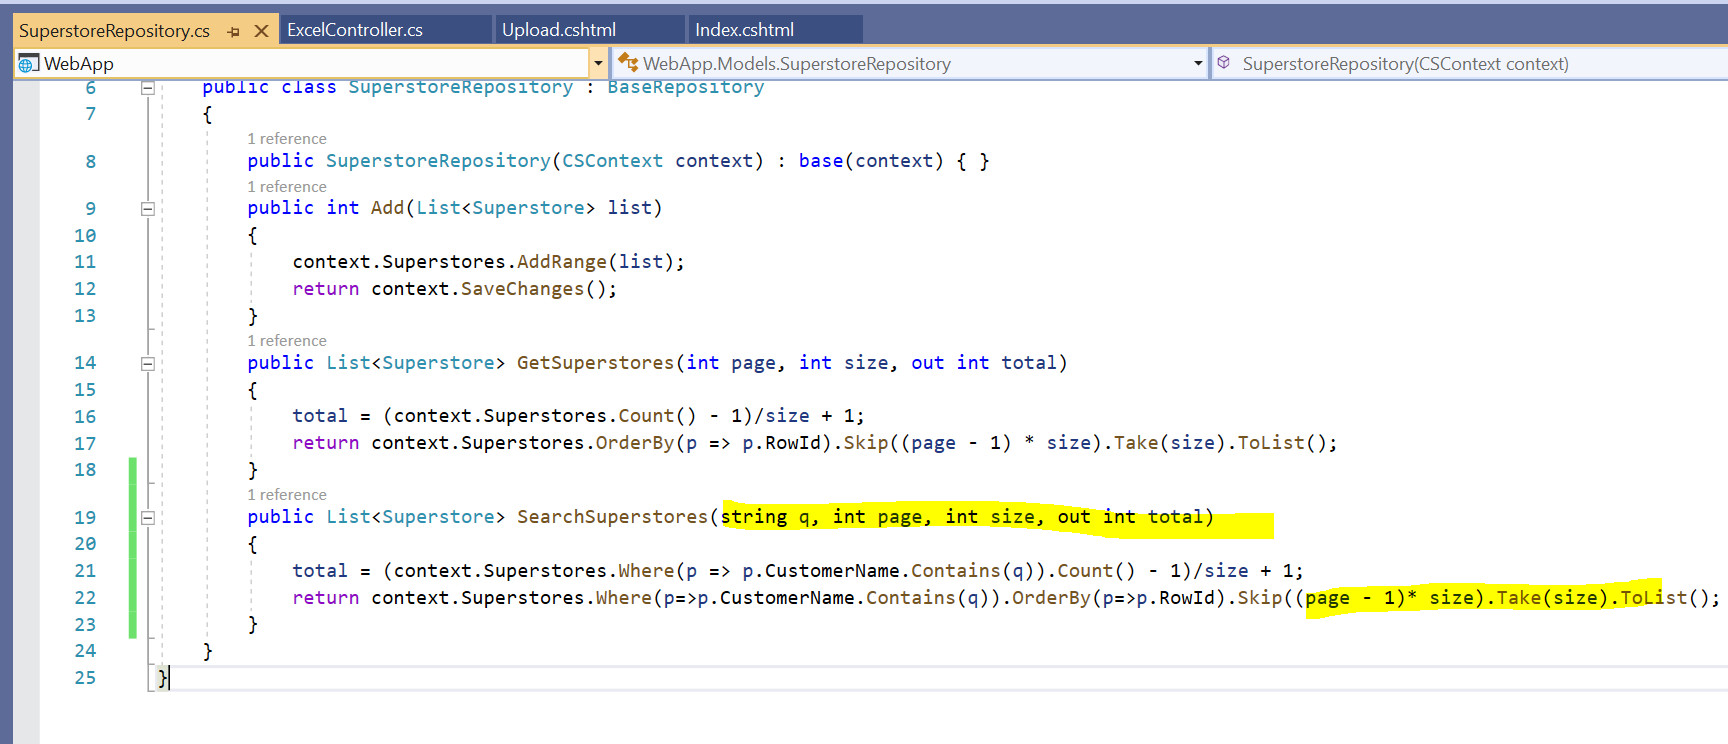 SuperstoreRepository.cs ExcelController.cs Upload.cshtml Index.cshtml
WebApp WebApp.Models.SuperstoreRepository SuperstoreRepository(CSContext context)
6 public class SuperstoreRepository : BaseRepository
7 {
1 reference
8 public SuperstoreRepository(CSContext context) : base(context) { }
1 reference
9 public int Add(List<Superstore> list)
10 {
11 context.Superstores.AddRange(list);
12 return context.SaveChanges();
13 }
1 reference
14 public List<Superstore> GetSuperstores(int page, int size, out int total)
15 {
16 total = (context.Superstores.Count() - 1)/size + 1;
17 return context.Superstores.OrderBy(p => p.RowId).Skip((page - 1) * size).Take(size).ToList();
18 }
1 reference
19 public List<Superstore> SearchSuperstores(string q, int page, int size, out int total)
20 {
21 total = (context.Superstores.Where(p => p.CustomerName.Contains(q)).Count() - 1)/size + 1;
22 return context.Superstores.Where(p=>p.CustomerName.Contains(q)).OrderBy(p=>p.RowId).Skip((page - 1)* size).Take(size).ToList();
23 }
24 }
25 }